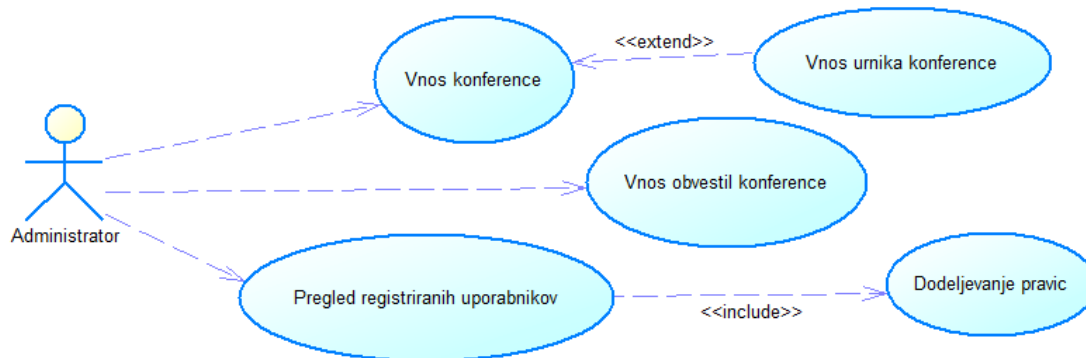 <<extend>>
Vnos konference
Vnos urnika konference
Vnos obvestil konference
Administrator
Pregled registriranih uporabnikov
<<include>>
Dodeljevanje pravic